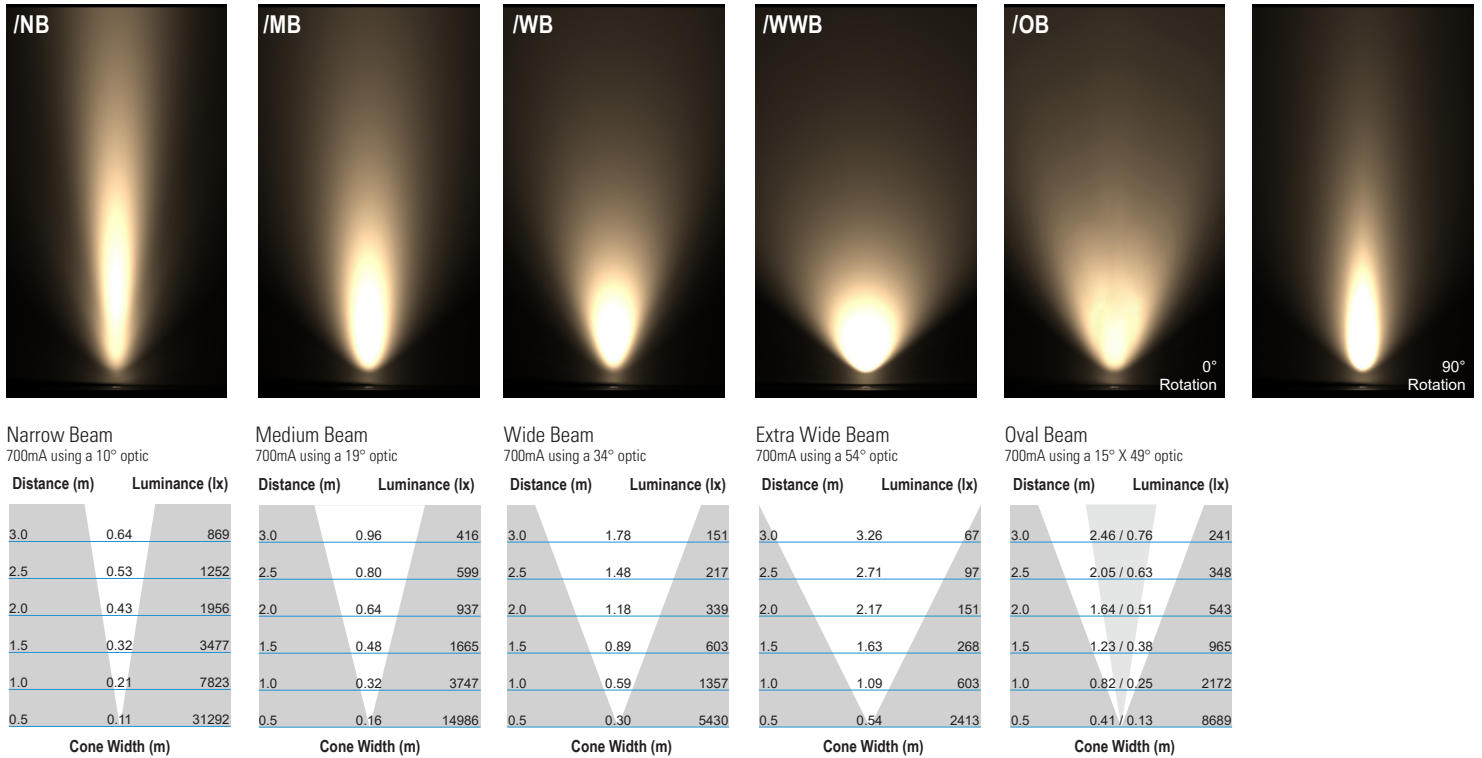 /NB
/MB
/WB
/WWB
/OB
0°
Rotation
90°
Rotation
Narrow Beam
700mA using a 10° optic
Distance (m) Luminance (lx)
3.0 0.64 869
2.5 0.53 1252
2.0 0.43 1956
1.5 0.32 3477
1.0 0.21 7823
0.5 0.11 31292
Cone Width (m)
Medium Beam
700mA using a 19° optic
Distance (m) Luminance (lx)
3.0 0.96 416
2.5 0.80 599
2.0 0.64 937
1.5 0.48 1665
1.0 0.32 3747
0.5 0.16 14986
Cone Width (m)
Wide Beam
700mA using a 34° optic
Distance (m) Luminance (lx)
3.0 1.78 151
2.5 1.48 217
2.0 1.18 339
1.5 0.89 603
1.0 0.59 1357
0.5 0.30 5430
Cone Width (m)
Extra Wide Beam
700mA using a 54° optic
Distance (m) Luminance (lx)
3.0 3.26 67
2.5 2.71 97
2.0 2.17 151
1.5 1.63 268
1.0 1.09 603
0.5 0.54 2413
Cone Width (m)
Oval Beam
700mA using a 15° X 49° optic
Distance (m) Luminance (lx)
3.0 2.46 / 0.76 241
2.5 2.05 / 0.63 348
2.0 1.64 / 0.51 543
1.5 1.23 / 0.38 965
1.0 0.82 / 0.25 2172
0.5 0.41 / 0.13 8689
Cone Width (m)